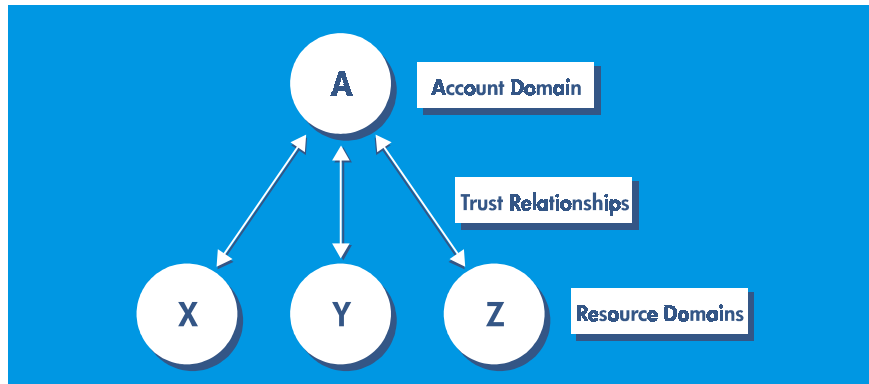 A
Account Domain
Trust Relationships
X
Y
Z
Resource Domains